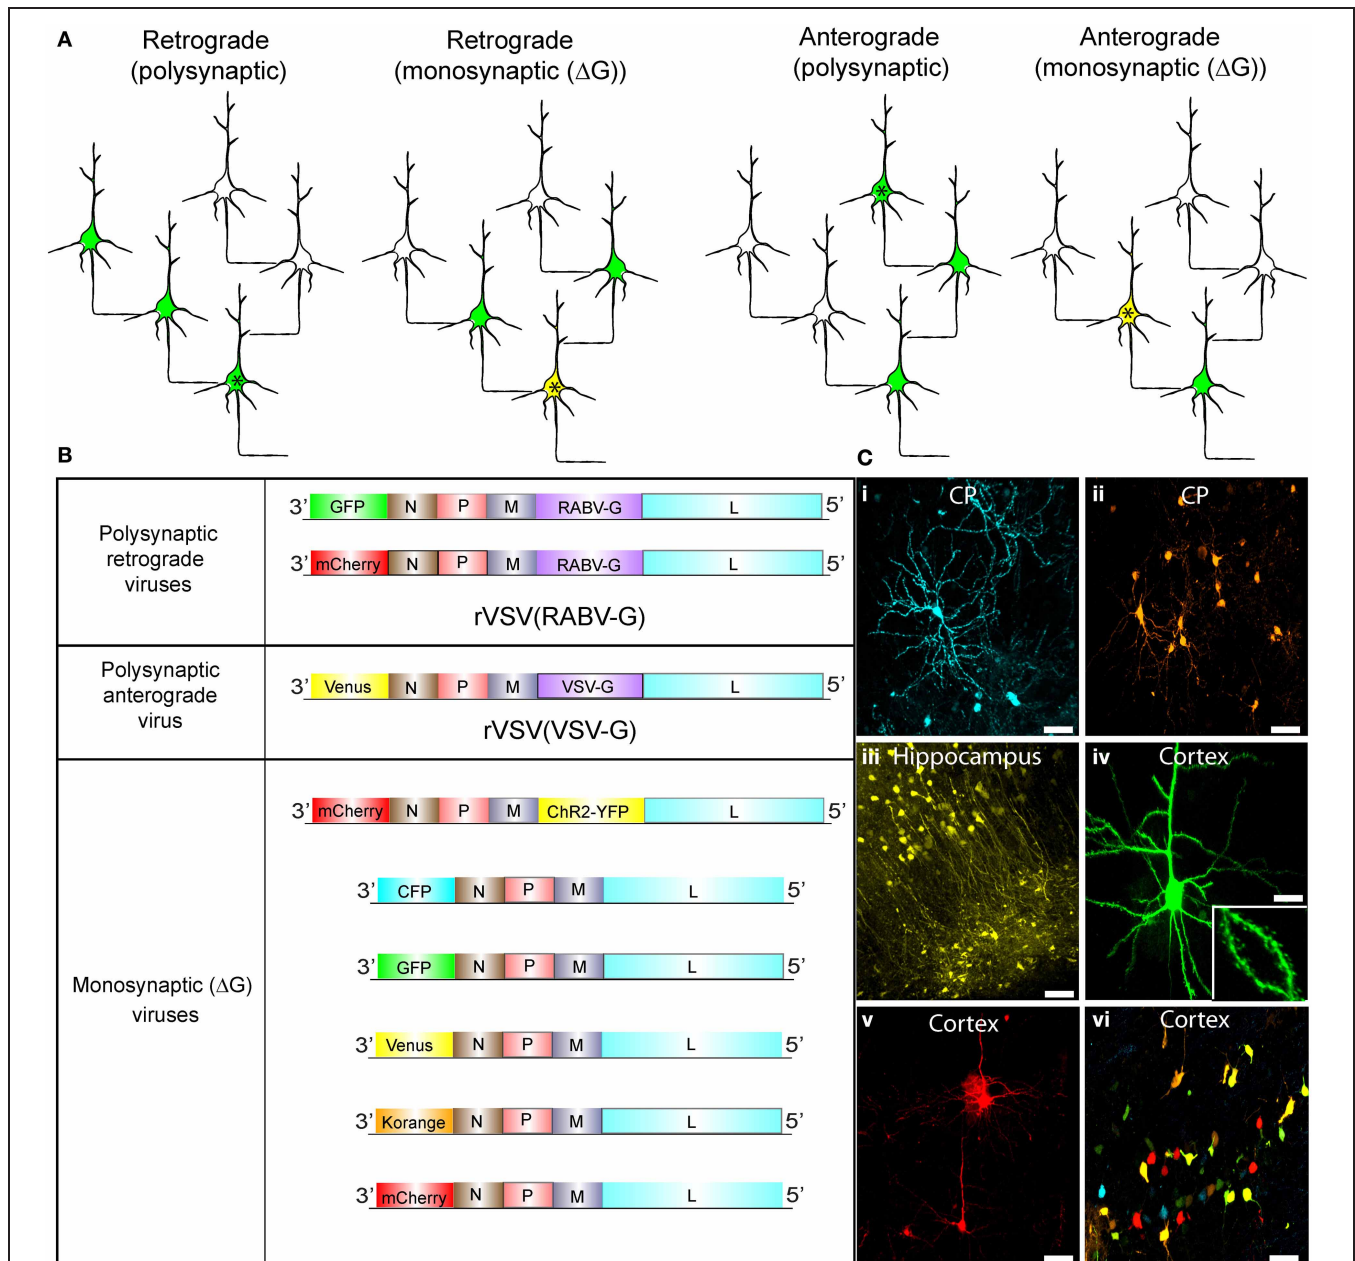 A
Retrograde
(polysynaptic)
Retrograde
(monosynaptic (ΔG))
Anterograde
(polysynaptic)
Anterograde
(monosynaptic (ΔG))
*
*
*
*
B
Polysynaptic
retrograde
viruses
3’ GFP N P M RABV-G L 5’
3’ mCherry N P M RABV-G L 5’
rVSV(RABV-G)
Polysynaptic
anterograde
virus
3’ Venus N P M VSV-G L 5’
rVSV(VSV-G)
Monosynaptic (ΔG)
viruses
3’ mCherry N P M ChR2-YFP L 5’
3’ CFP N P M L 5’
3’ GFP N P M L 5’
3’ Venus N P M L 5’
3’ Korange N P M L 5’
3’ mCherry N P M L 5’
C
i CP
ii CP
iii Hippocampus
iv Cortex
v Cortex
vi Cortex